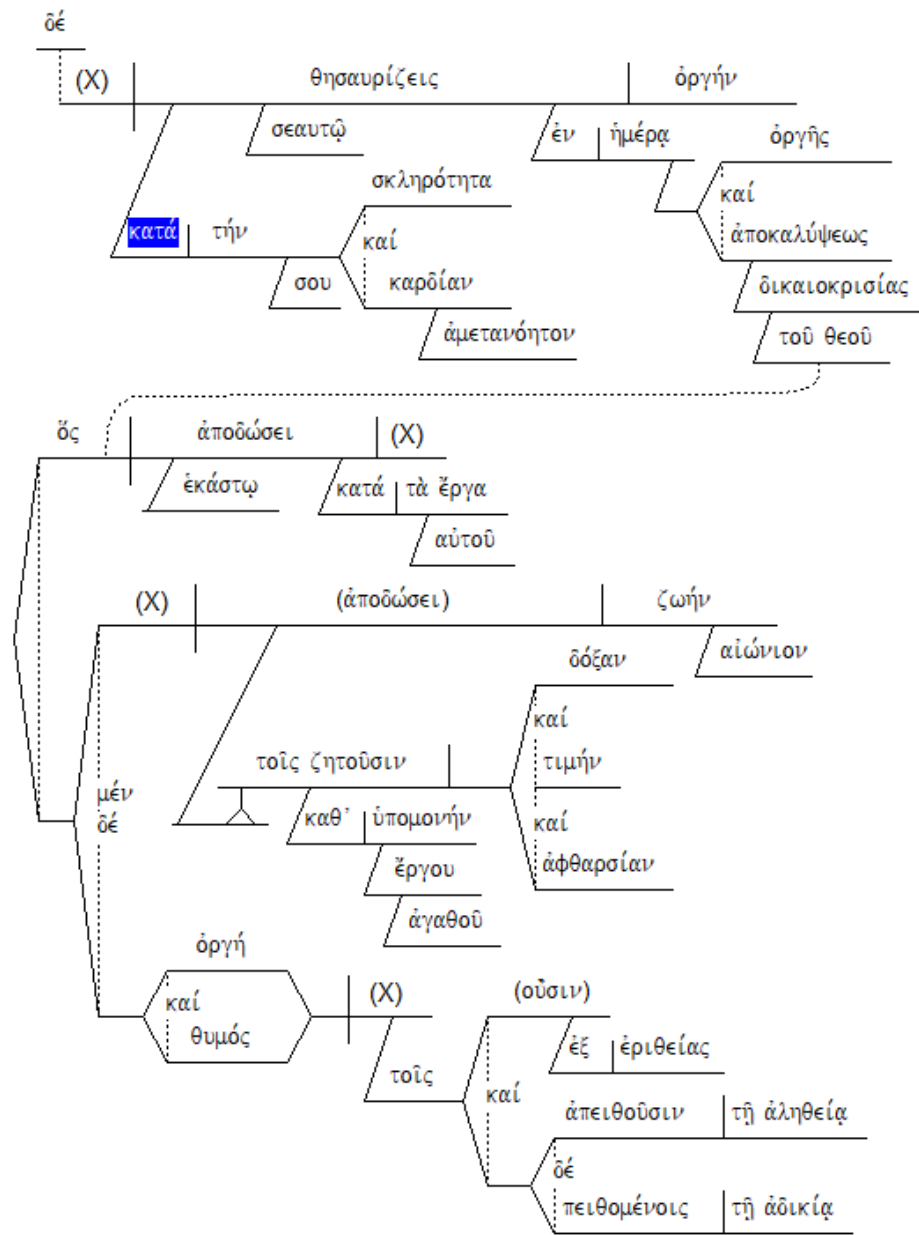 δέ
(X) θησαυρίζεις ὀργήν
σεαυτῷ ἐν ἡμέρᾳ ὀργῆς
σκληρότητα καί
κατά τήν καί ἀποκαλύψεως
σου καρδίαν δικαιοκρισίας
ἀμετανόητον τοῦ θεοῦ
ὅς ἀποδώσει (X)
ἑκάστῳ κατά τὰ ἔργα
αὐτοῦ
(X) (ἀποδώσει) ζωήν
δόξαν αἰώνιον
καί
τοῖς ζητοῦσιν τιμήν
μέν καθ’ ὑπομονήν καί
δέ
ἔργου ἀφθαρσίαν
ἀγαθοῦ
ὀργή
καί (X) (οὖσιν)
θυμός
τοῖς ἐξ ἐριθείας
καί
ἀπειθοῦσιν τῇ ἀληθείᾳ
δέ
πειθομένοις τῇ ἀδικίᾳ